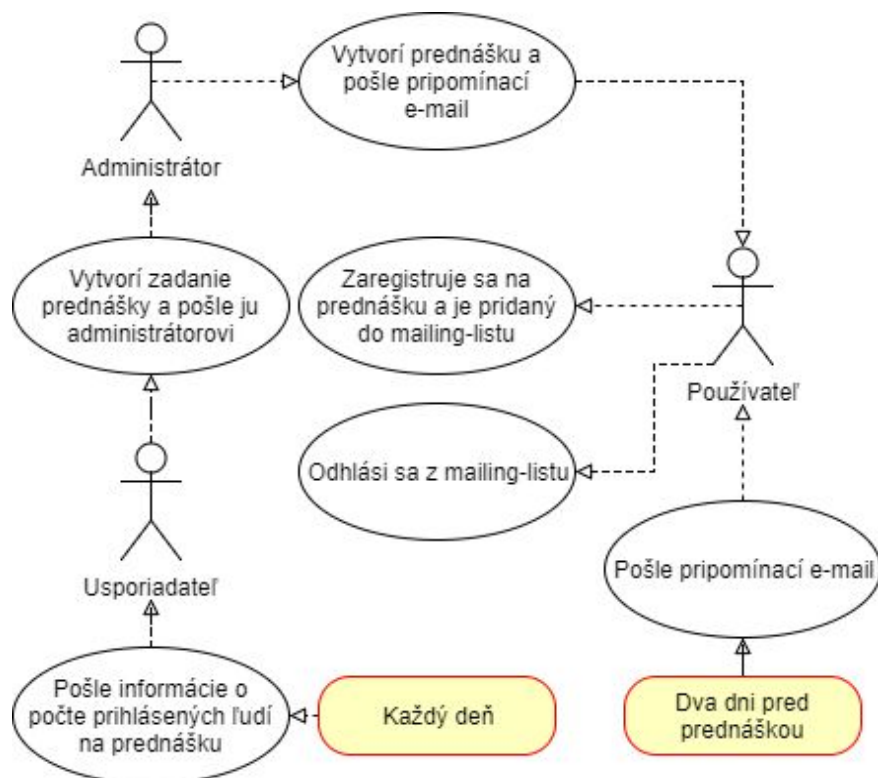 Vytvorí prednášku a
pošle pripomínací
e-mail
Administrátor
Vytvorí zadanie
prednášky a pošle ju
administrátorovi
Zaregistruje sa na
prednášku a je pridaný
do mailing-listu
Používateľ
Odhlási sa z mailing-listu
Usporiadateľ
Pošle pripomínací e-mail
Pošle informácie o
počte prihlásených ľudí
na prednášku
Každý deň
Dva dni pred
prednáškou